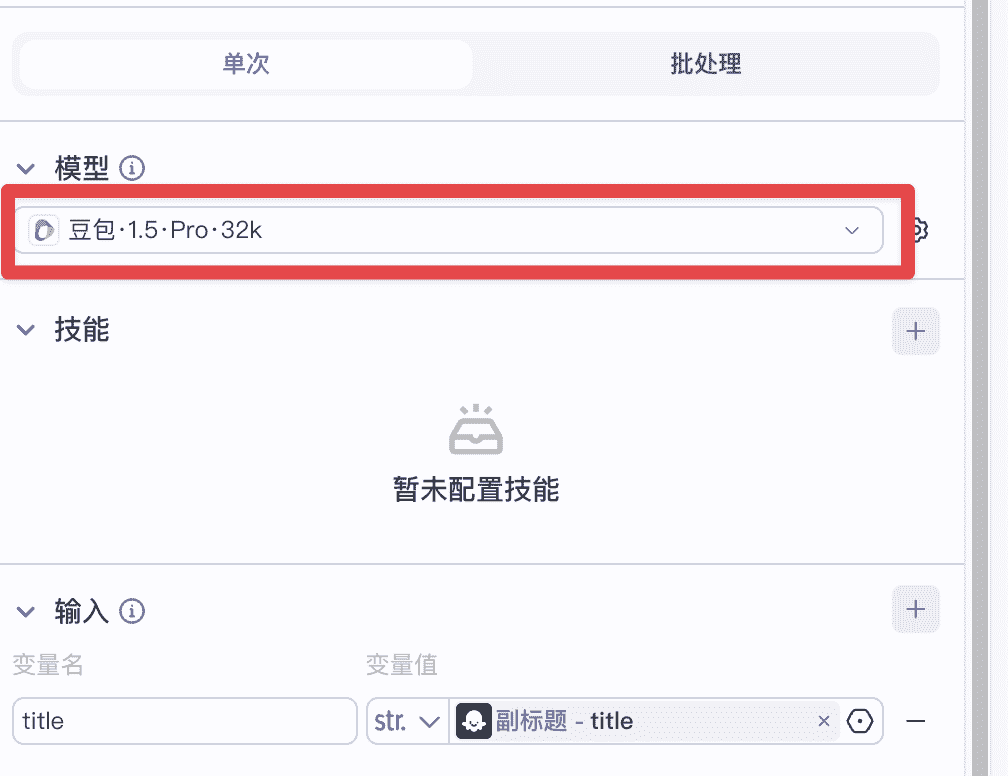 单次 批处理
模型
豆包·1.5·Pro·32k
技能
暂未配置技能
输入
变量名 变量值
title str. 副标题 - title